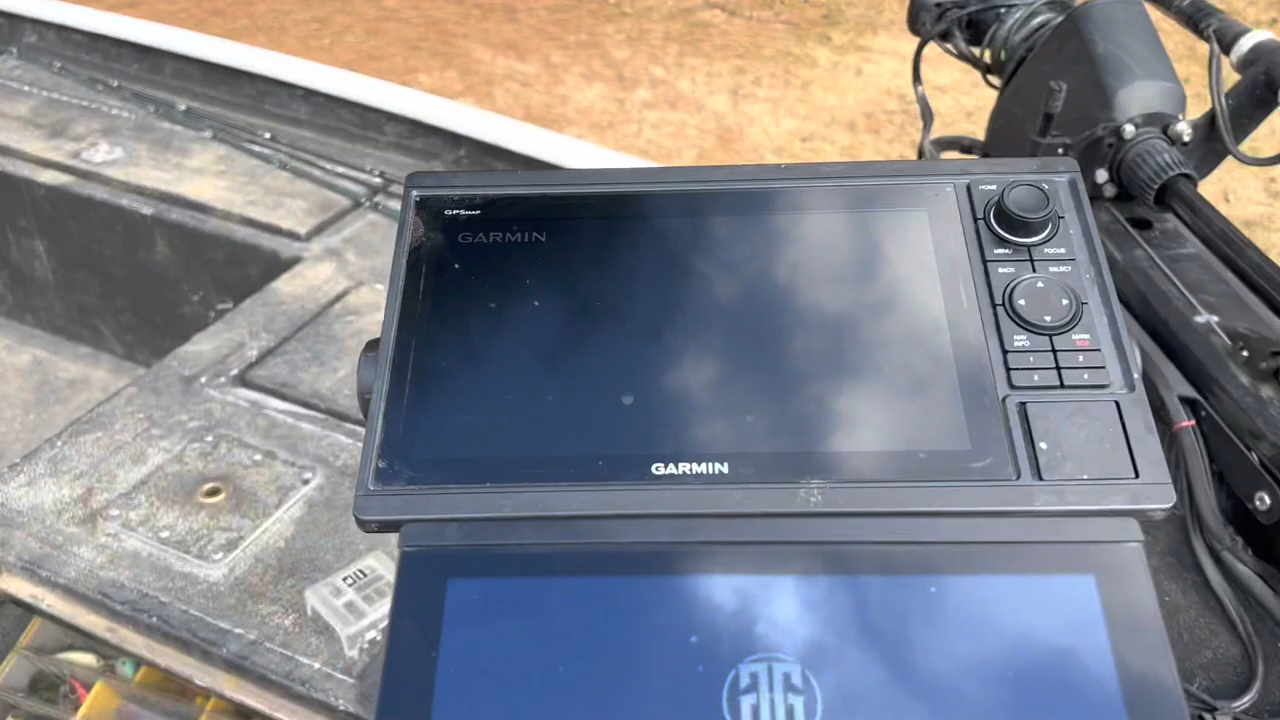 GPSMAP
GARMIN
HOME
MENU FOCUS
BACK SELECT
NAV INFO
MARK SOS
1 2
3 4
GARMIN